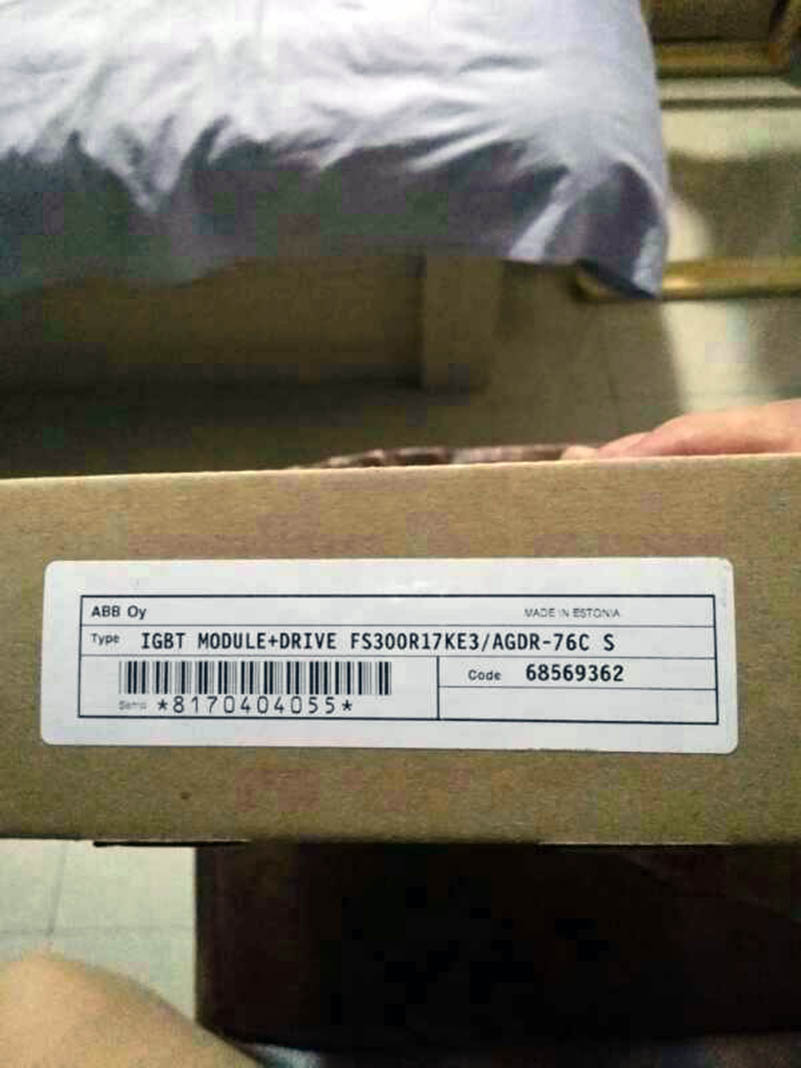 ABB Oy
MADE IN ESTONIA
Type IGBT MODULE+DRIVE FS300R17KE3/AGDR-76C S
Code 68569362
*8170404055*